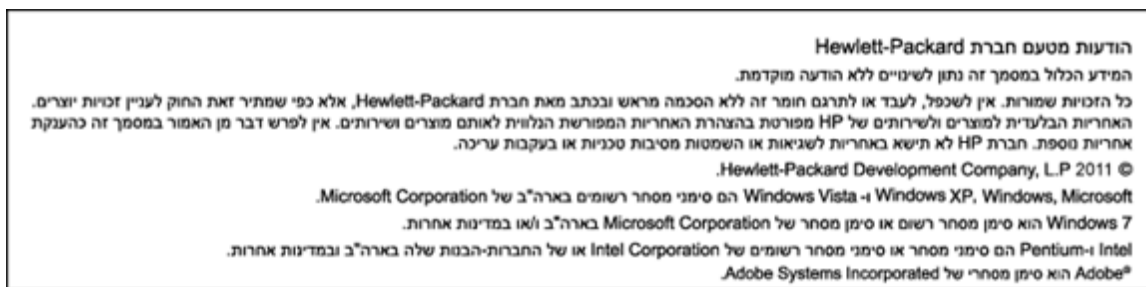 הודעות מטעם חברת Hewlett-Packard
המידע הכלול במסמך זה נתון לשינויים ללא הודעה מוקדמת.
כל הזכויות שמורות. אין לשכפל, לעבד או לתרגם חומר זה ללא הסכמה מראש ובכתב מאת חברת Hewlett-Packard, אלא כפי שמתיר זאת החוק לעניין זכויות יוצרים.
האחריות הבלעדית למוצרים ולשירותים של HP מפורטת בהצהרת האחריות המפורשת הנלווית לאותם מוצרים ושירותים. אין לפרש דבר מן האמור במסמך זה כהענקת
אחריות נוספת. חברת HP לא תישא באחריות לשגיאות או השמטות מסיבות טכניות או בעקבות עריכה.
© 2011 Hewlett-Packard Development Company, L.P.
Windows XP, Windows, Microsoft ו- Windows Vista הם סימני מסחר רשומים בארה"ב של Microsoft Corporation.
Windows 7 הוא סימן מסחר רשום או סימן מסחר של Microsoft Corporation בארה"ב ו/או במדינות אחרות.
Intel ו-Pentium הם סימני מסחר או סימני מסחר רשומים של Intel Corporation או של החברות-הבנות שלה בארה"ב ובמדינות אחרות.
Adobe® הוא סימן מסחרי של Adobe Systems Incorporated.